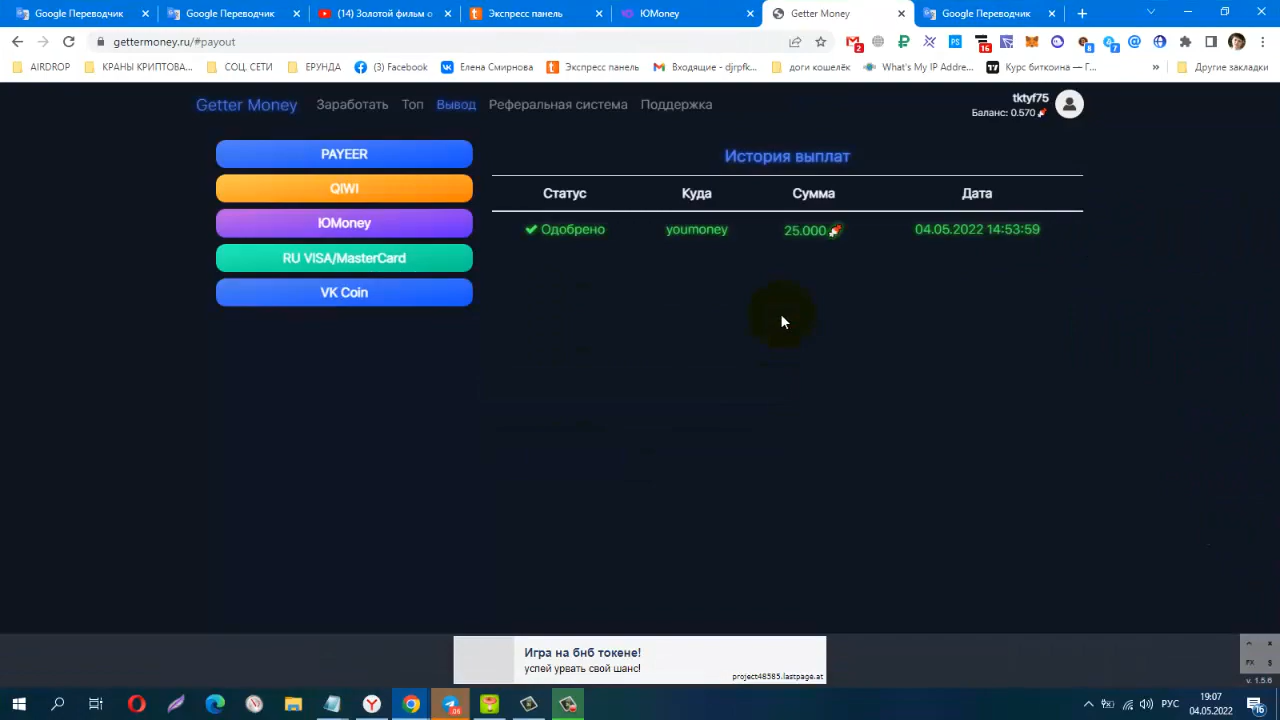 Google Переводчик
Google Переводчик
(14) Золотой фильм о
Экспресс панель
ЮMoney
Getter Money
Google Переводчик
gettermoney.ru/#payout
AIRDROP
КРАНЫ КРИПТОВА...
СОЦ. СЕТИ
ЕРУНДА
(3) Facebook
Елена Смирнова
Экспресс панель
Входящие - djrpfk...
доги кошелёк
What's My IP Addre...
Курс биткоина — Г...
»
Другие закладки
Getter Money
Заработать
Топ
Вывод
Реферальная система
Поддержка
tktyf75
Баланс: 0.570
PAYEER
QIWI
ЮMoney
RU VISA/MasterCard
VK Coin
История выплат
Статус Куда Сумма Дата
Одобрено youmoney 25.000 04.05.2022 14:53:59
Игра на бнб токене!
успей урвать свой шанс!
project48585.lastpage.at
v. 1.5.6
РУС
19:07
04.05.2022
16